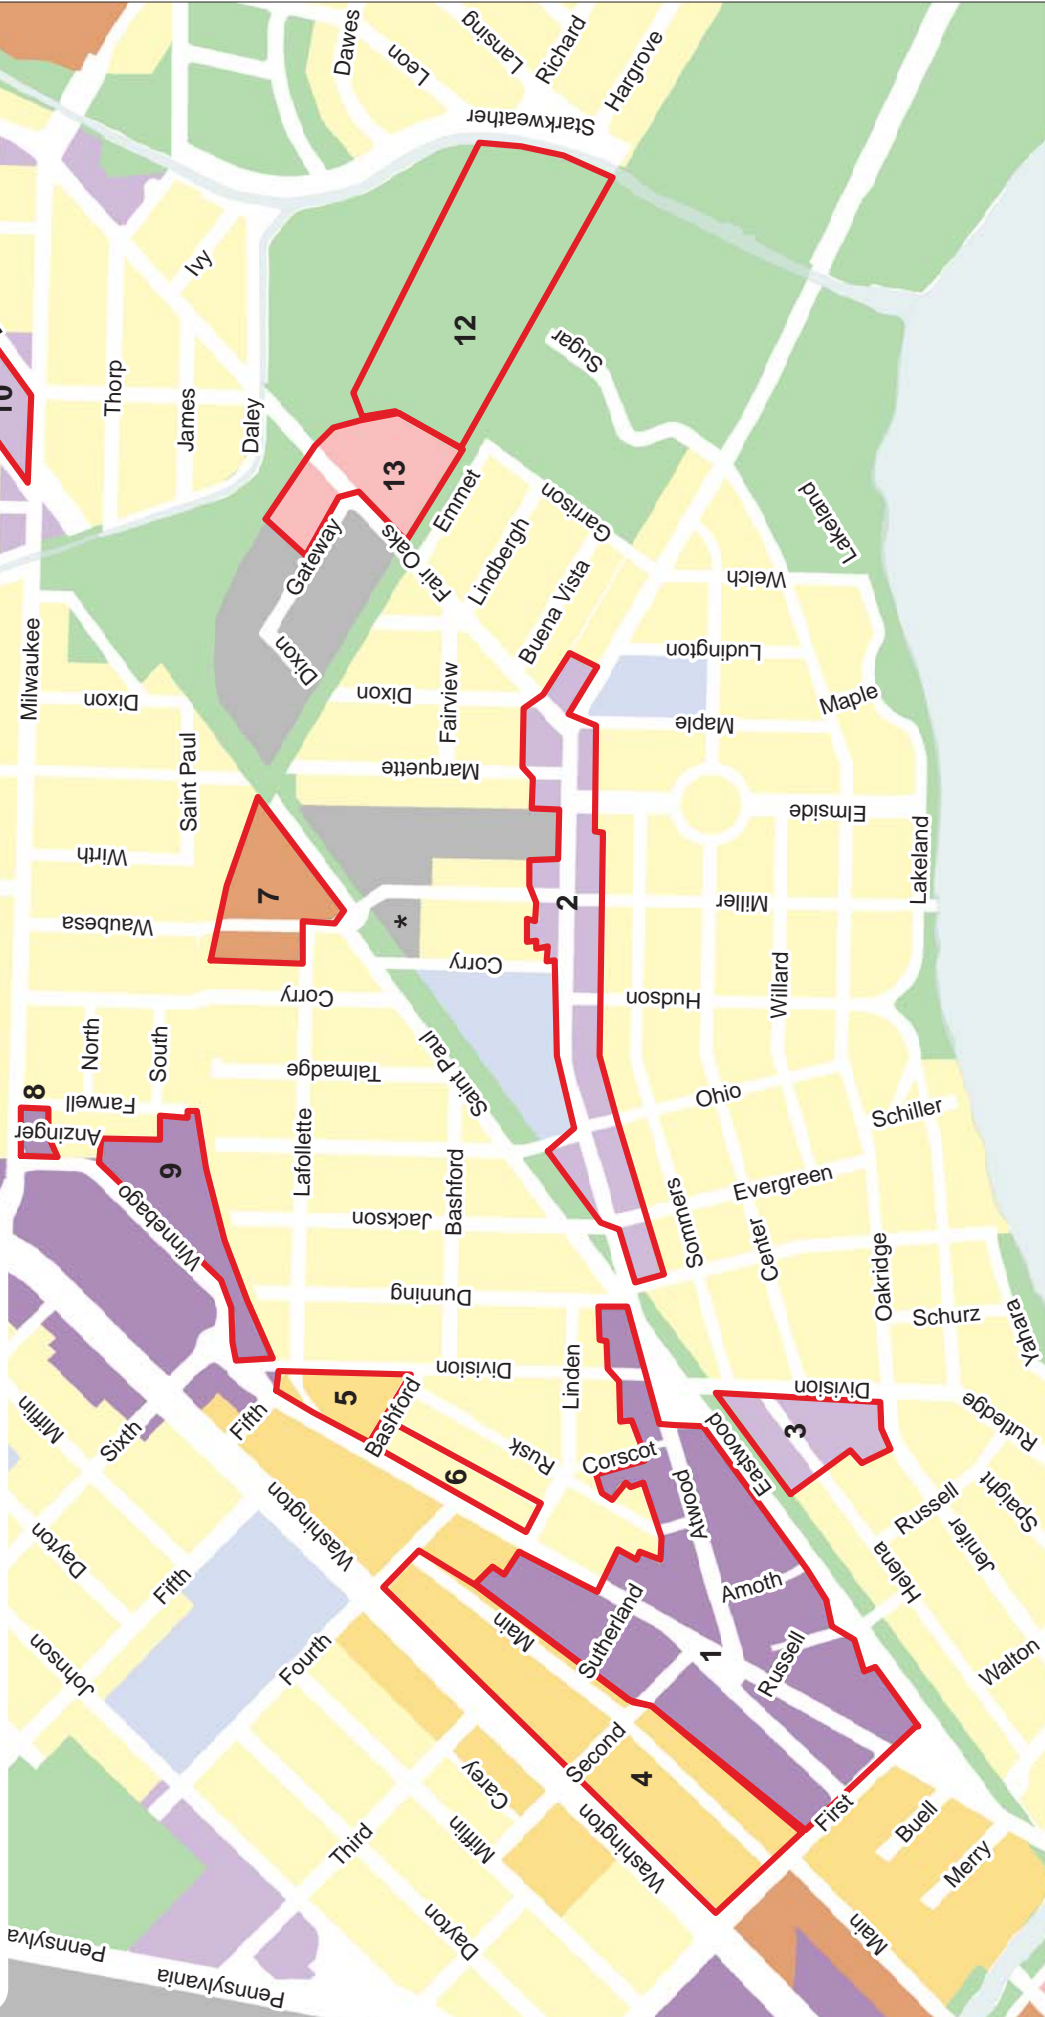 Dawes
Leon
Lansing
Richard
Hargrove
Starkweather
Ivy
12
Sugar
10
Thorp
James
Daley
13
Gateway
Fair Oaks
Emmet
Lindbergh
Garrison
Buena Vista
Lakeland
Welch
Ludington
Maple
Maple
Dixon
Milwaukee
Dixon
Dixon
Fairview
Marquette
Saint Paul
Wirth
Waubesa
7
*
2
Elmside
Miller
Lakeland
Willard
Hudson
Corry
Corry
North
South
Talmadge
Saint Paul
8
Farwell
Anzinger
9
Winnebago
Lafollette
Bashford
Jackson
Dunning
Ohio
Schiller
Evergreen
Sommers
Center
Oakridge
Schurz
Yahara
Division
Division
Linden
5
Bashford
6
Rusk
Corscot
Atwood
Eastwood
3
Rutledge
Spaight
Russell
Jenifer
Helena
Walton
Mifflin
Sixth
Fifth
Washington
Dayton
Fifth
Johnson
Fourth
Main
Sutherland
Amoth
1
Russell
Second
4
Carey
Mifflin
Washington
First
Buell
Merry
Main
Third
Dayton
Pennsylva
Pennsylvania
Pennsylvania